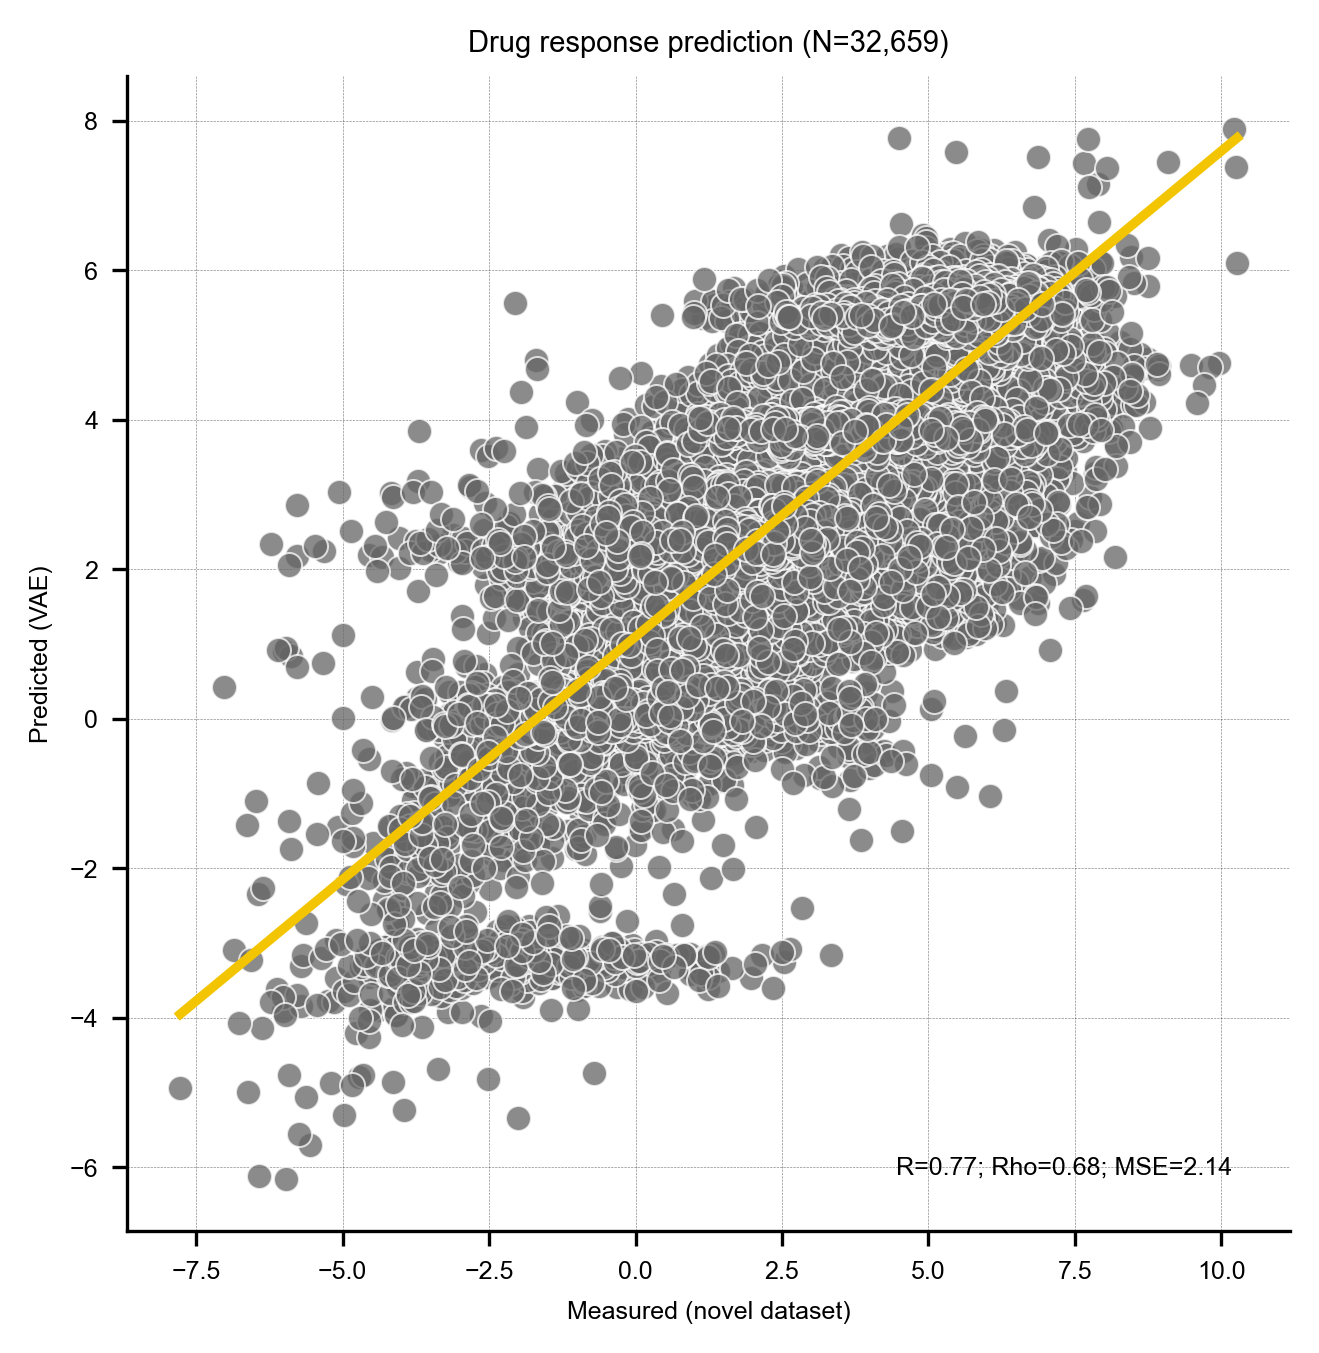 Drug response prediction (N=32,659)
8
6
4
2
0
−2
−4
−6
Predicted (VAE)
R=0.77; Rho=0.68; MSE=2.14
−7.5 −5.0 −2.5 0.0 2.5 5.0 7.5 10.0
Measured (novel dataset)